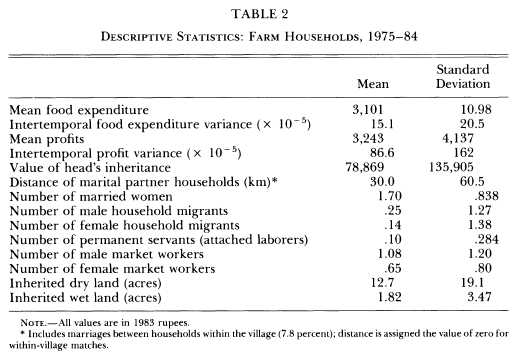 TABLE 2
DESCRIPTIVE STATISTICS: FARM HOUSEHOLDS, 1975–84
Standard
Mean Deviation
Mean food expenditure 3,101 10.98
Intertemporal food expenditure variance (× 10⁻⁵) 15.1 20.5
Mean profits 3,243 4,137
Intertemporal profit variance (× 10⁻⁵) 86.6 162
Value of head's inheritance 78,869 135,905
Distance of marital partner households (km)* 30.0 60.5
Number of married women 1.70 .838
Number of male household migrants .25 1.27
Number of female household migrants .14 1.38
Number of permanent servants (attached laborers) .10 .284
Number of male market workers 1.08 1.20
Number of female market workers .65 .80
Inherited dry land (acres) 12.7 19.1
Inherited wet land (acres) 1.82 3.47
NOTE.—All values are in 1983 rupees.
* Includes marriages between households within the village (7.8 percent); distance is assigned the value of zero for
within-village matches.